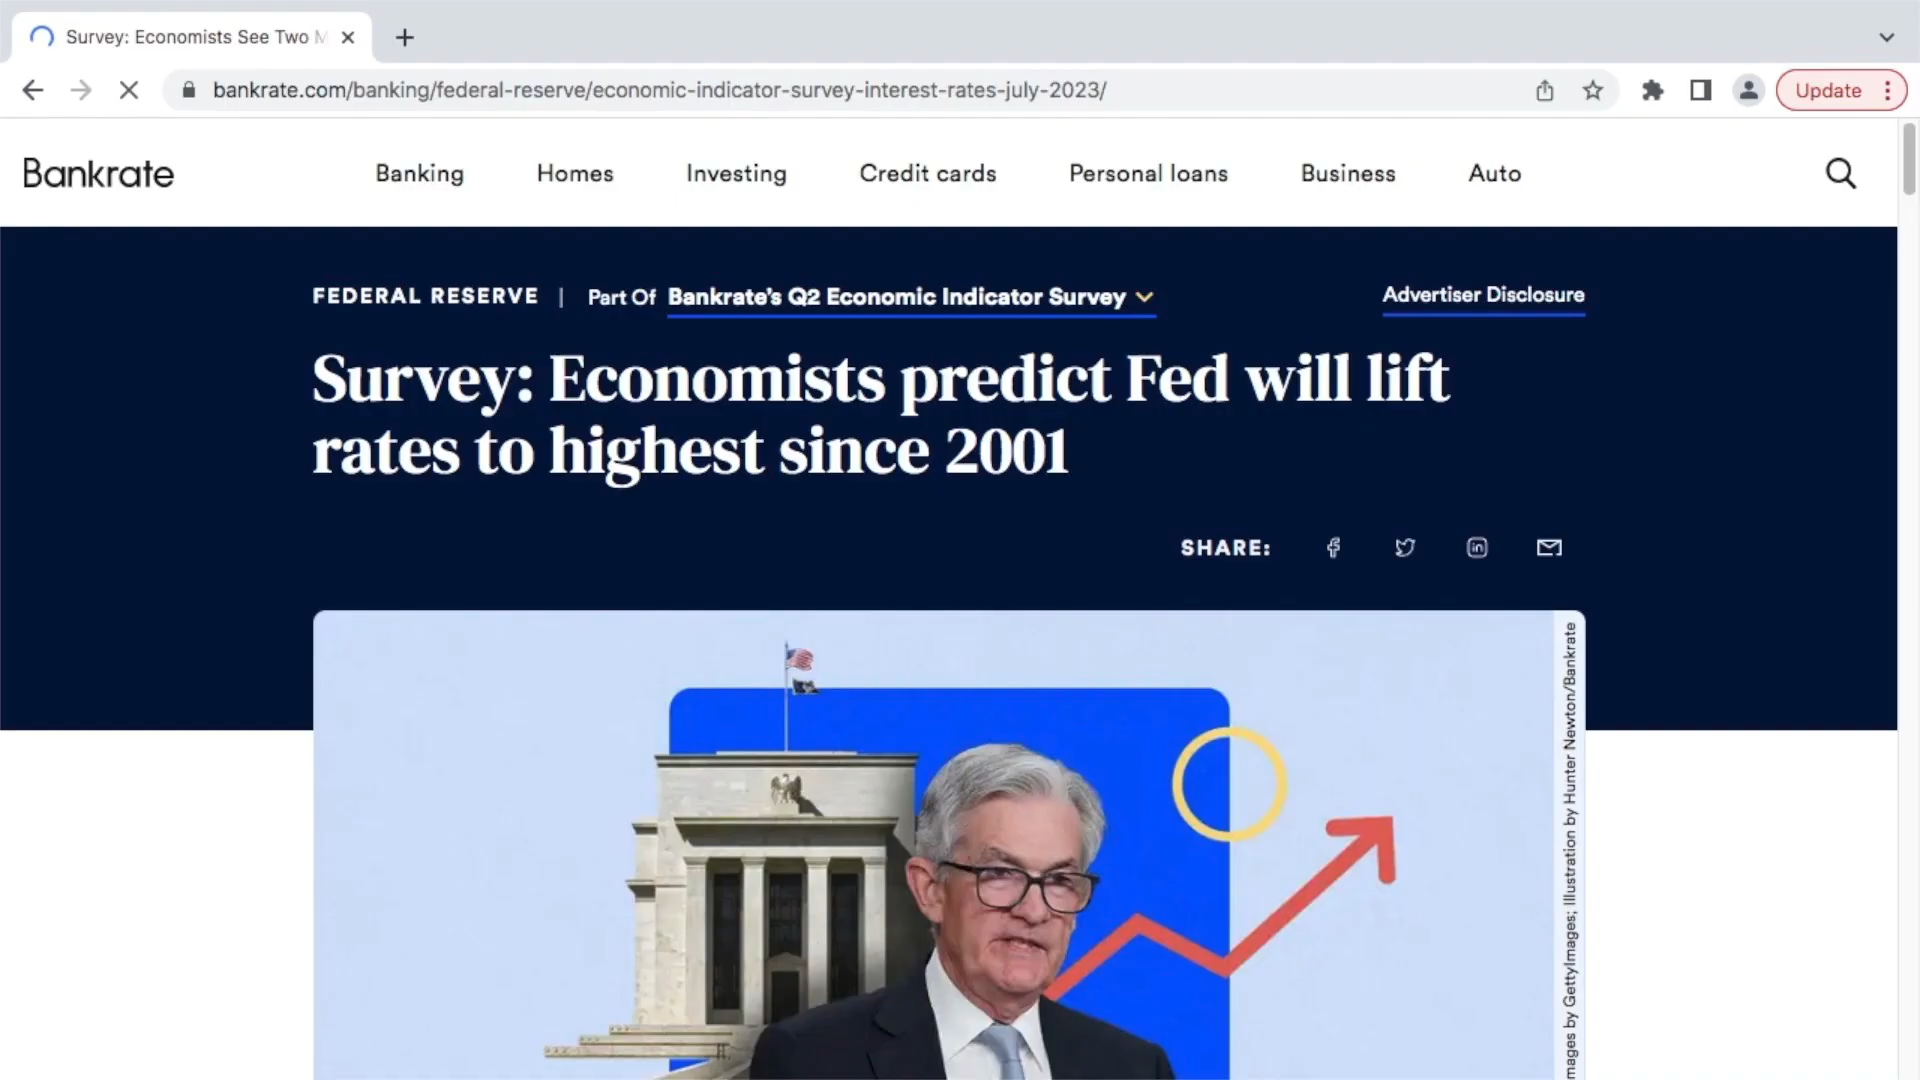 Survey: Economists See Two M
bankrate.com/banking/federal-reserve/economic-indicator-survey-interest-rates-july-2023/
Update
Bankrate
Banking
Homes
Investing
Credit cards
Personal loans
Business
Auto
FEDERAL RESERVE | Part Of Bankrate's Q2 Economic Indicator Survey
Advertiser Disclosure
Survey: Economists predict Fed will lift
rates to highest since 2001
SHARE:
mages by GettyImages; Illustration by Hunter Newton/Bankrate